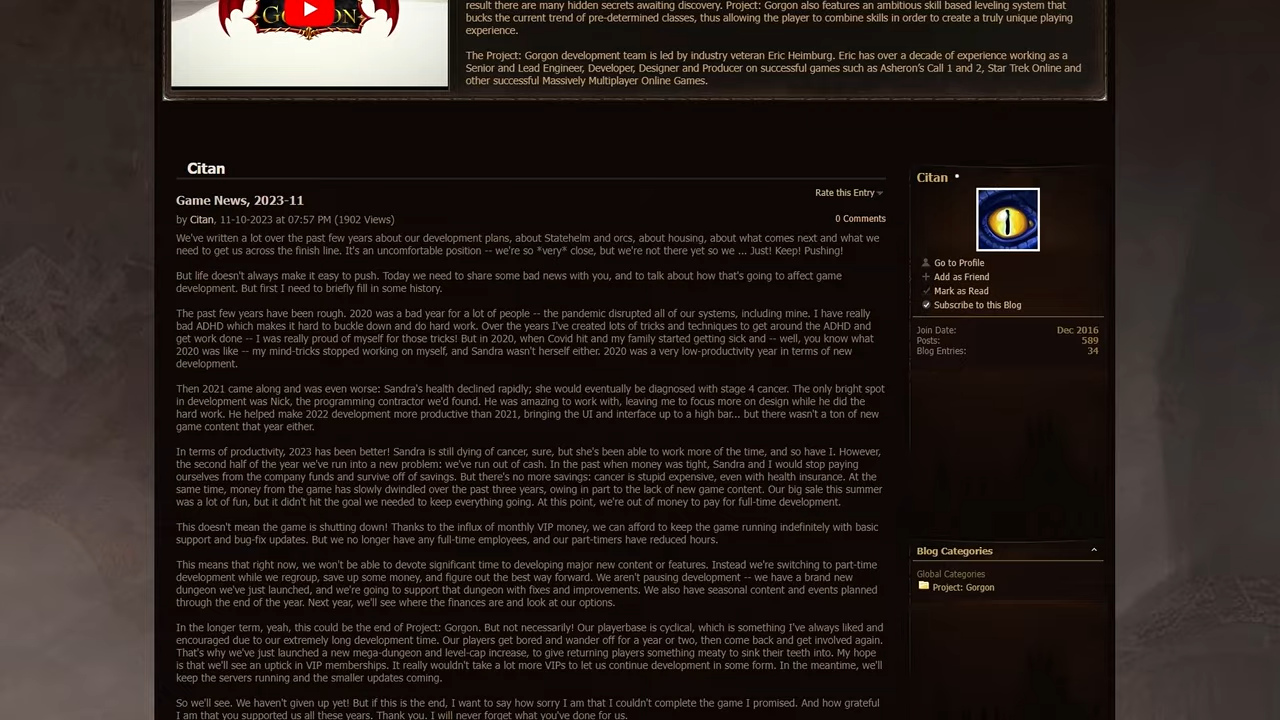 result there are many hidden secrets awaiting discovery. Project: Gorgon also features an ambitious skill based leveling system that
bucks the current trend of pre-determined classes, thus allowing the player to combine skills in order to create a truly unique playing
experience.
The Project: Gorgon development team is led by industry veteran Eric Heimburg. Eric has over a decade of experience working as a
Senior and Lead Engineer, Developer, Designer and Producer on successful games such as Asheron's Call 1 and 2, Star Trek Online and
other successful Massively Multiplayer Online Games.
Citan
Rate this Entry
Game News, 2023-11
by Citan, 11-10-2023 at 07:57 PM (1902 Views)
0 Comments
We've written a lot over the past few years about our development plans, about Statehelm and orcs, about housing, about what comes next and what we
need to get us across the finish line. It's an uncomfortable position -- we're so *very* close, but we're not there yet so we ... Just! Keep! Pushing!
But life doesn't always make it easy to push. Today we need to share some bad news with you, and to talk about how that's going to affect game
development. But first I need to briefly fill in some history.
The past few years have been rough. 2020 was a bad year for a lot of people -- the pandemic disrupted all of our systems, including mine. I have really
bad ADHD which makes it hard to buckle down and do hard work. Over the years I've created lots of tricks and techniques to get around the ADHD and
get work done -- I was really proud of myself for those tricks! But in 2020, when Covid hit and my family started getting sick and -- well, you know what
2020 was like -- my mind-tricks stopped working on myself, and Sandra wasn't herself either. 2020 was a very low-productivity year in terms of new
development.
Then 2021 came along and was even worse: Sandra's health declined rapidly; she would eventually be diagnosed with stage 4 cancer. The only bright spot
in development was Nick, the programming contractor we'd found. He was amazing to work with, leaving me to focus more on design while he did the
hard work. He helped make 2022 development more productive than 2021, bringing the UI and interface up to a high bar... but there wasn't a ton of new
game content that year either.
In terms of productivity, 2023 has been better! Sandra is still dying of cancer, sure, but she's been able to work more of the time, and so have I. However,
the second half of the year we've run into a new problem: we've run out of cash. In the past when money was tight, Sandra and I would stop paying
ourselves from the company funds and survive off of savings. But there's no more savings: cancer is stupid expensive, even with health insurance. At the
same time, money from the game has slowly dwindled over the past three years, owing in part to the lack of new game content. Our big sale this summer
was a lot of fun, but it didn't hit the goal we needed to keep everything going. At this point, we're out of money to pay for full-time development.
This doesn't mean the game is shutting down! Thanks to the influx of monthly VIP money, we can afford to keep the game running indefinitely with basic
support and bug-fix updates. But we no longer have any full-time employees, and our part-timers have reduced hours.
This means that right now, we won't be able to devote significant time to developing major new content or features. Instead we're switching to part-time
development while we regroup, save up some money, and figure out the best way forward. We aren't pausing development -- we have a brand new
dungeon we've just launched, and we're going to support that dungeon with fixes and improvements. We also have seasonal content and events planned
through the end of the year. Next year, we'll see where the finances are and look at our options.
In the longer term, yeah, this could be the end of Project: Gorgon. But not necessarily! Our playerbase is cyclical, which is something I've always liked and
encouraged due to our extremely long development time. Our players get bored and wander off for a year or two, then come back and get involved again.
That's why we've just launched a new mega-dungeon and level-cap increase, to give returning players something meaty to sink their teeth into. My hope
is that we'll see an uptick in VIP memberships. It really wouldn't take a lot more VIPs to let us continue development in some form. In the meantime, we'll
keep the servers running and the smaller updates coming.
So we'll see. We haven't given up yet! But if this is the end, I want to say how sorry I am that I couldn't complete the game I promised. And how grateful
I am that you supported us all these years. Thank you. I will never forget what you've done for us.
Citan
Go to Profile
Add as Friend
Mark as Read
Subscribe to this Blog
Join Date: Dec 2016
Posts: 589
Blog Entries: 34
Blog Categories
Global Categories
Project: Gorgon